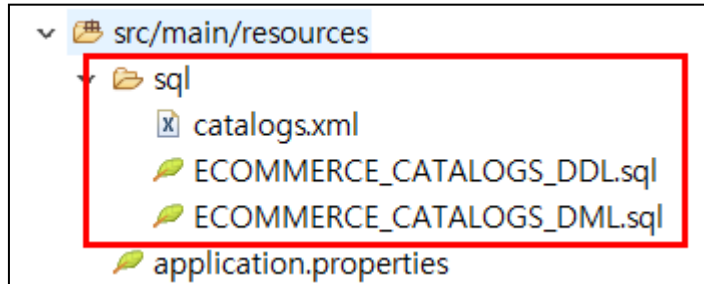 src/main/resources
sql
catalogs.xml
ECOMMERCE_CATALOGS_DDL.sql
ECOMMERCE_CATALOGS_DML.sql
application.properties